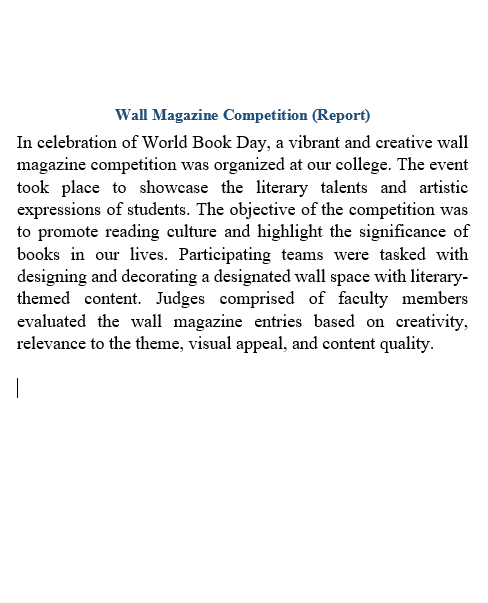 Wall Magazine Competition (Report)
In celebration of World Book Day, a vibrant and creative wall
magazine competition was organized at our college. The event
took place to showcase the literary talents and artistic
expressions of students. The objective of the competition was
to promote reading culture and highlight the significance of
books in our lives. Participating teams were tasked with
designing and decorating a designated wall space with literary-
themed content. Judges comprised of faculty members
evaluated the wall magazine entries based on creativity,
relevance to the theme, visual appeal, and content quality.